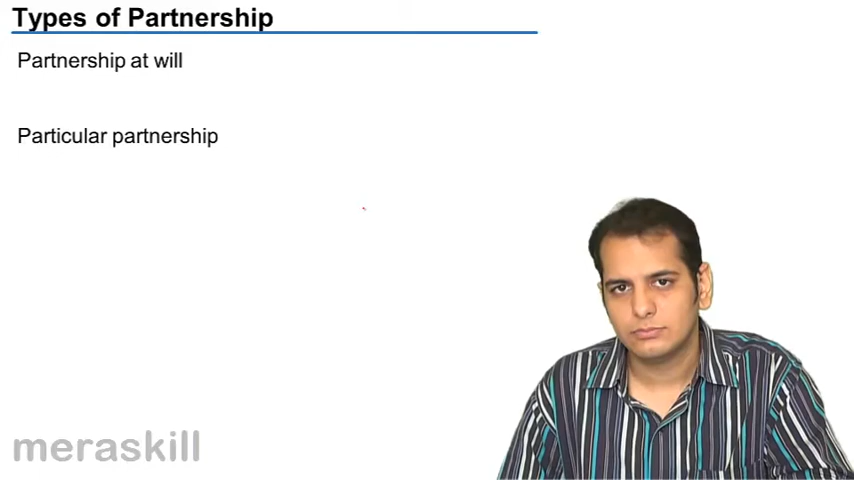 Types of Partnership
Partnership at will
Particular partnership
meraskill